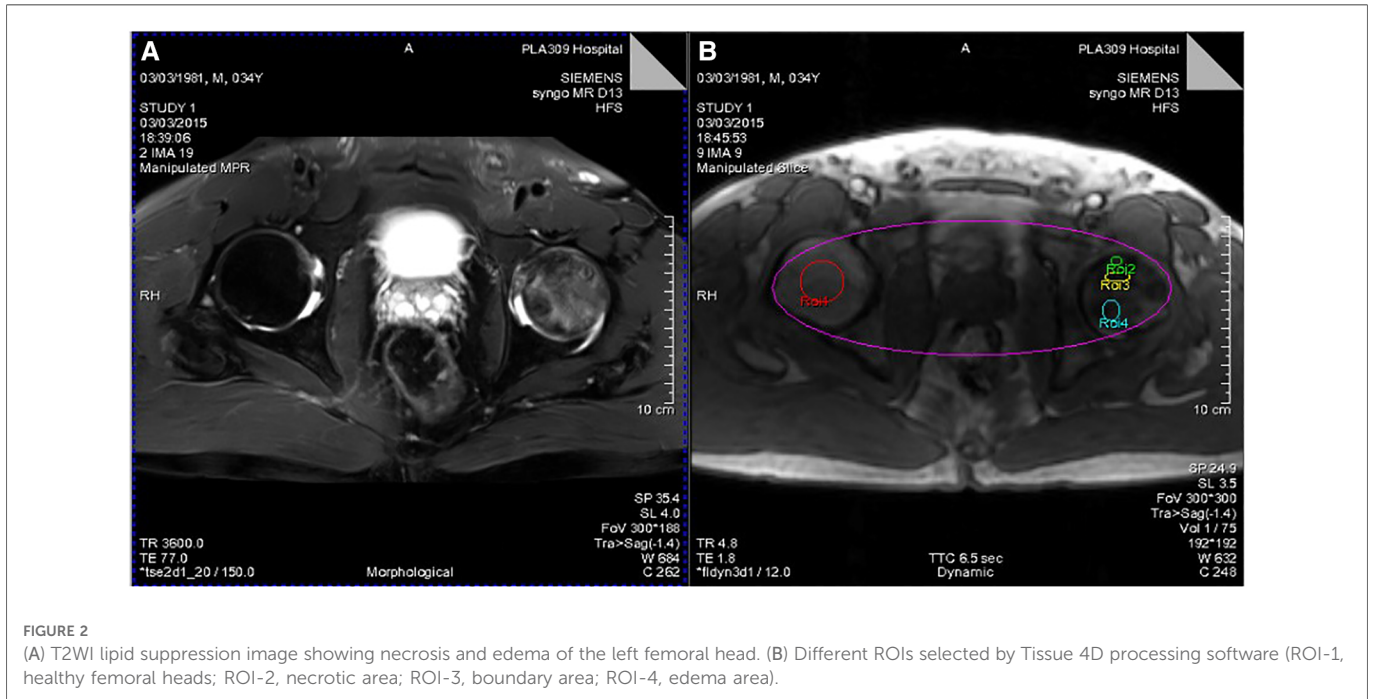 A
A
PLA309 Hospital
03/03/1981, M, 034Y
SIEMENS
syngo MR D13
HFS
STUDY 1
03/03/2015
18:39:06
2 IMA 19
Manipulated MPR
RH
10 cm
SP 35.4
SL 4.0
FoV 300*188
Tra>Sag(-1.4)
W 684
C 262
TR 3600.0
TE 77.0
*tse2d1_20 / 150.0
Morphological
B
A
PLA309 Hospital
03/03/1981, M, 034Y
SIEMENS
syngo MR D13
HFS
STUDY 1
03/03/2015
18:45:53
9 IMA 9
Manipulated Slice
RH
Roi1
Roi2
Roi3
Roi4
10 cm
SP 24.9
SL 3.5
FoV 300*300
Tra>Sag(-1.4)
Vol 1 / 75
192*192
W 632
C 248
TR 4.8
TE 1.8
*fldyn3d1 / 12.0
TTC 6.5 sec
Dynamic
FIGURE 2
(A) T2WI lipid suppression image showing necrosis and edema of the left femoral head. (B) Different ROIs selected by Tissue 4D processing software (ROI-1,
healthy femoral heads; ROI-2, necrotic area; ROI-3, boundary area; ROI-4, edema area).